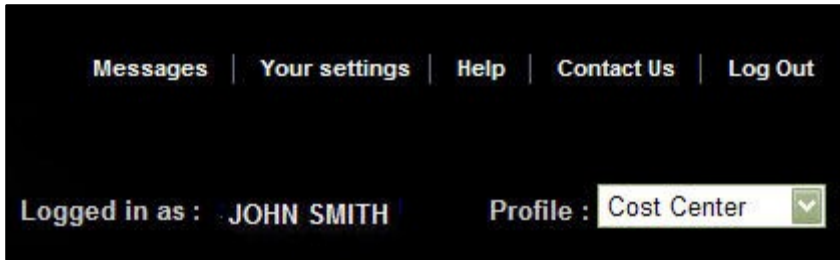 Messages | Your settings | Help | Contact Us | Log Out
Logged in as : JOHN SMITH Profile : Cost Center